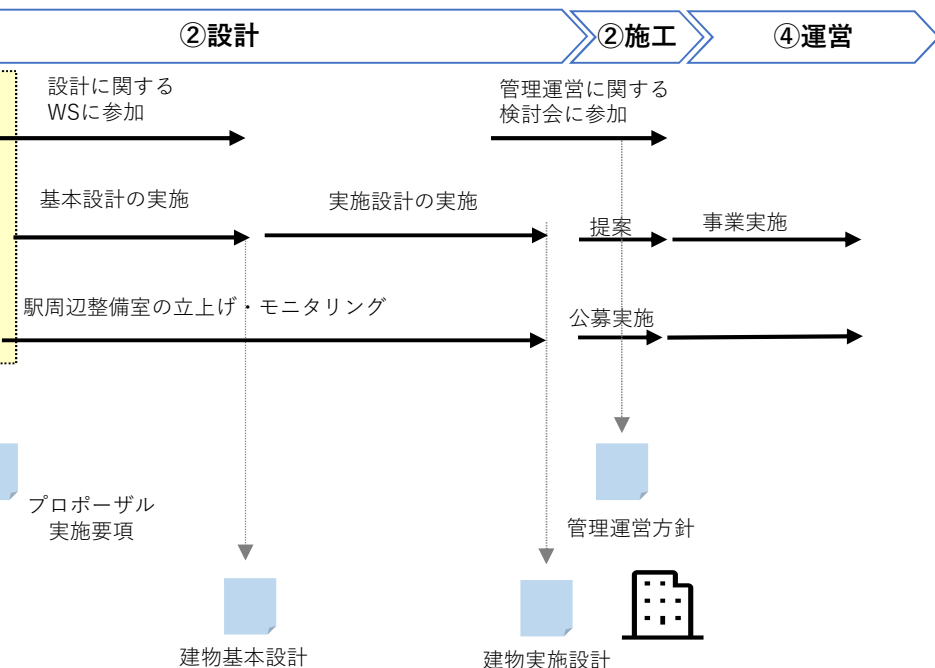 ②設計
②施工
④運営
設計に関する
WSに参加
管理運営に関する
検討会に参加
基本設計の実施
実施設計の実施
提案
事業実施
駅周辺整備室の立上げ・モニタリング
公募実施
プロポーザル
実施要項
管理運営方針
建物基本設計
建物実施設計